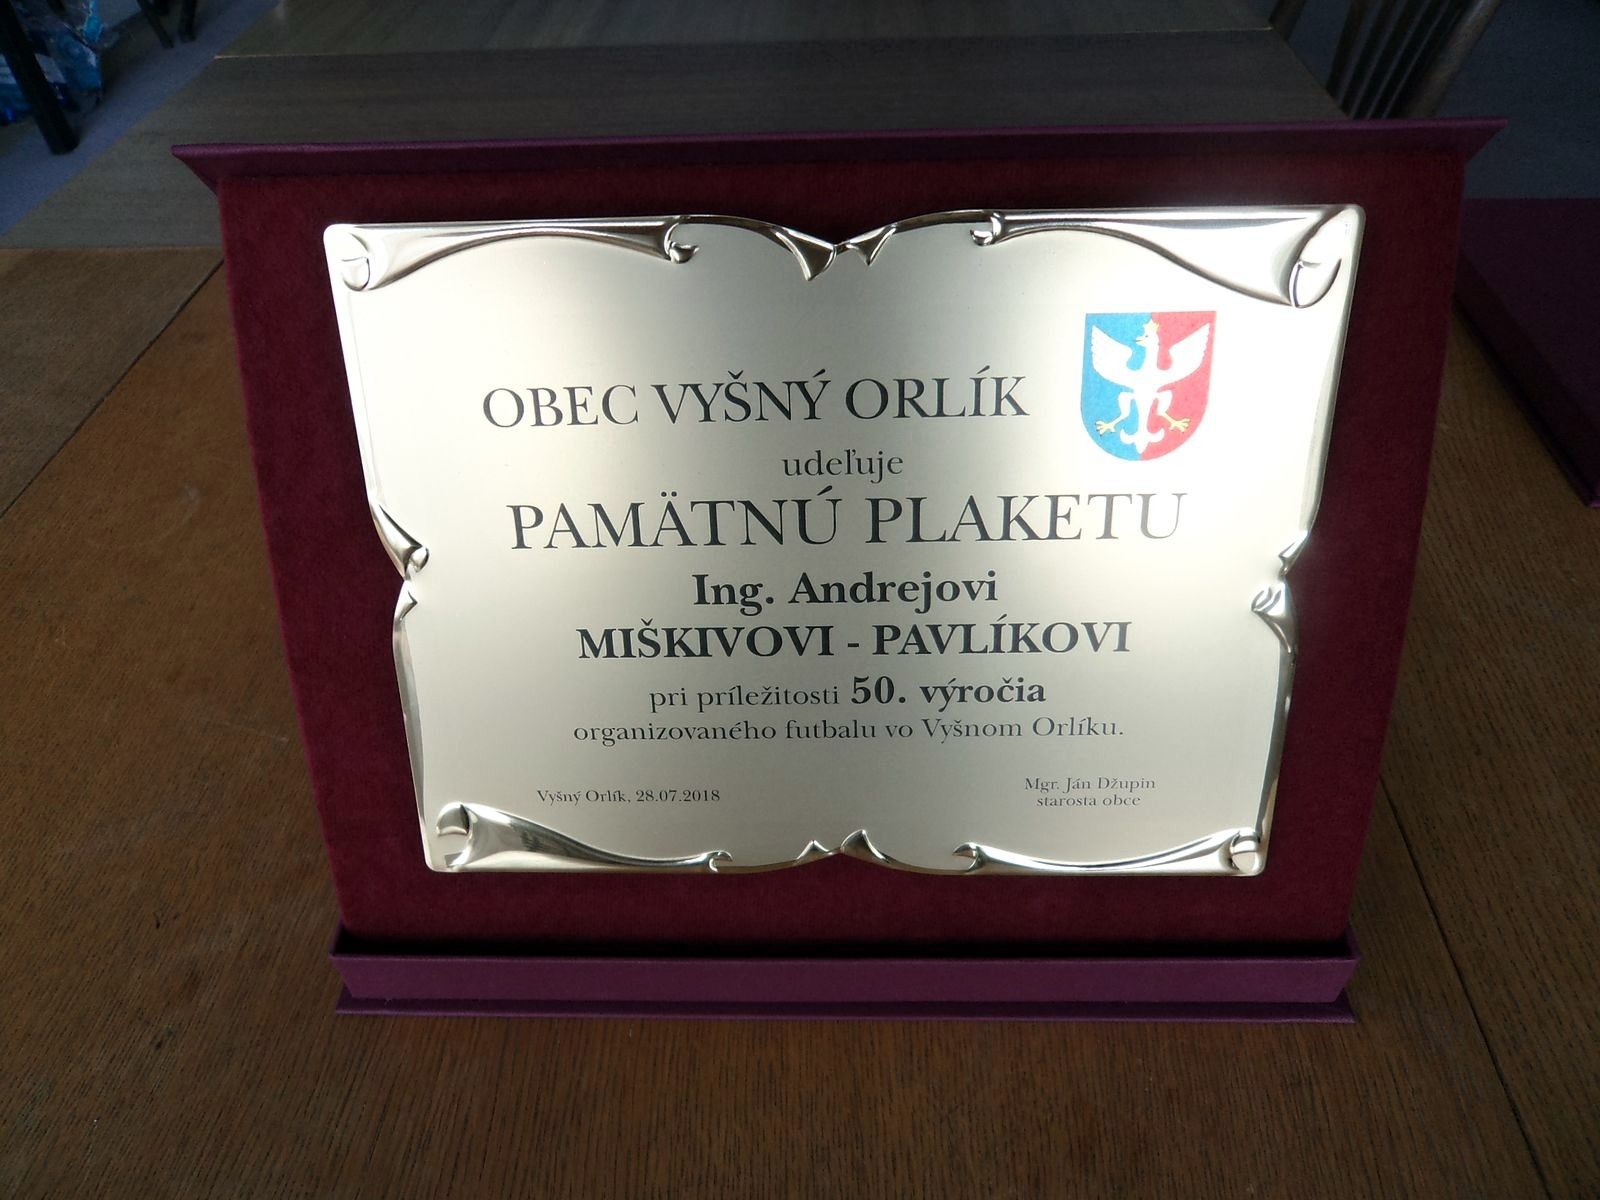 OBEC VYŠNÝ ORLÍK
udeľuje
PAMÄTNÚ PLAKETU
Ing. Andrejovi
MIŠKIVOVI - PAVLÍKOVI
pri príležitosti 50. výročia
organizovaného futbalu vo Vyšnom Orlíku.
Vyšný Orlík, 28.07.2018
Mgr. Ján Džupin
starosta obce